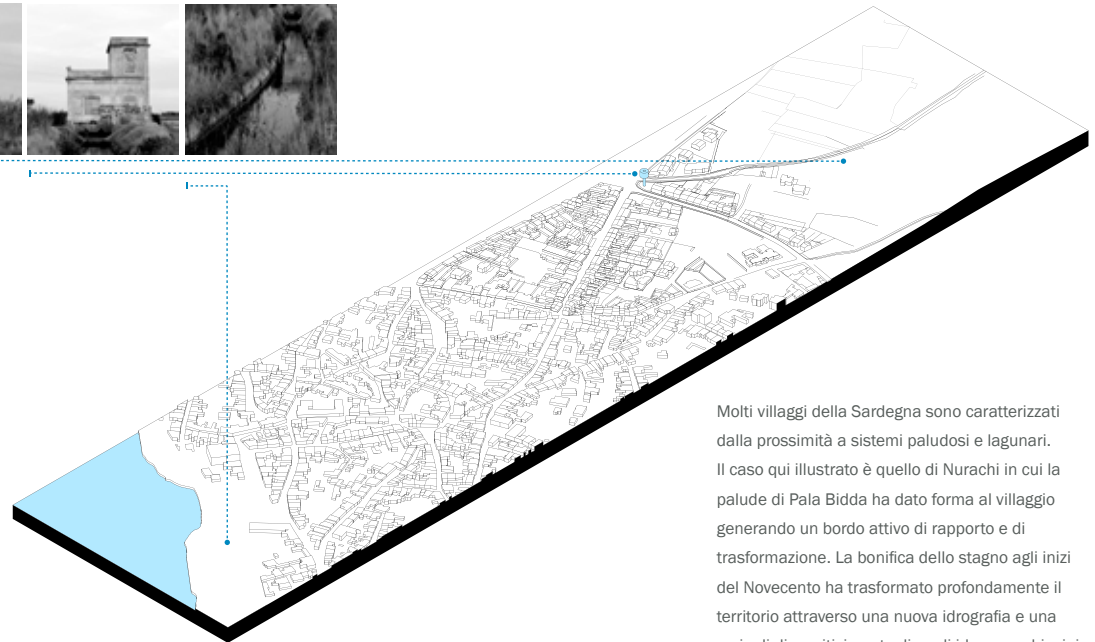 Molti villaggi della Sardegna sono caratterizzati
dalla prossimità a sistemi paludosi e lagunari.
Il caso qui illustrato è quello di Nurachi in cui la
palude di Pala Bidda ha dato forma al villaggio
generando un bordo attivo di rapporto e di
trasformazione. La bonifica dello stagno agli inizi
del Novecento ha trasformato profondamente il
territorio attraverso una nuova idrografia e una